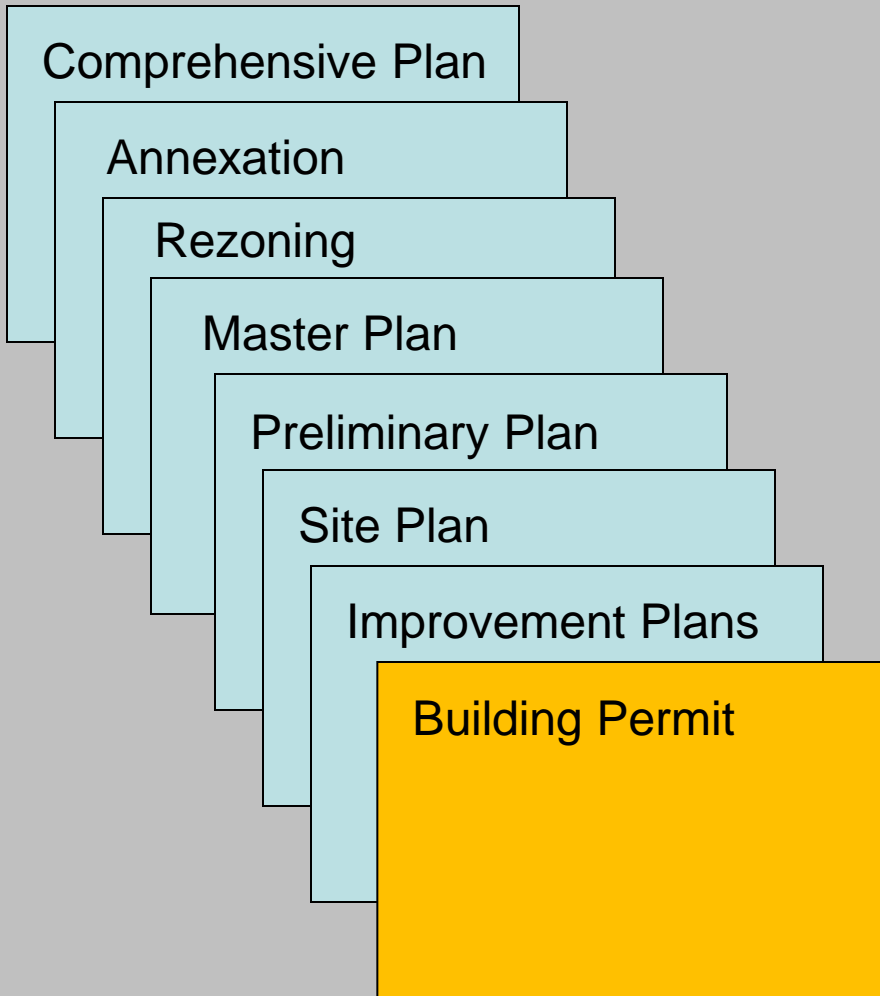 Comprehensive Plan
Annexation
Rezoning
Master Plan
Preliminary Plan
Site Plan
Improvement Plans
Building Permit